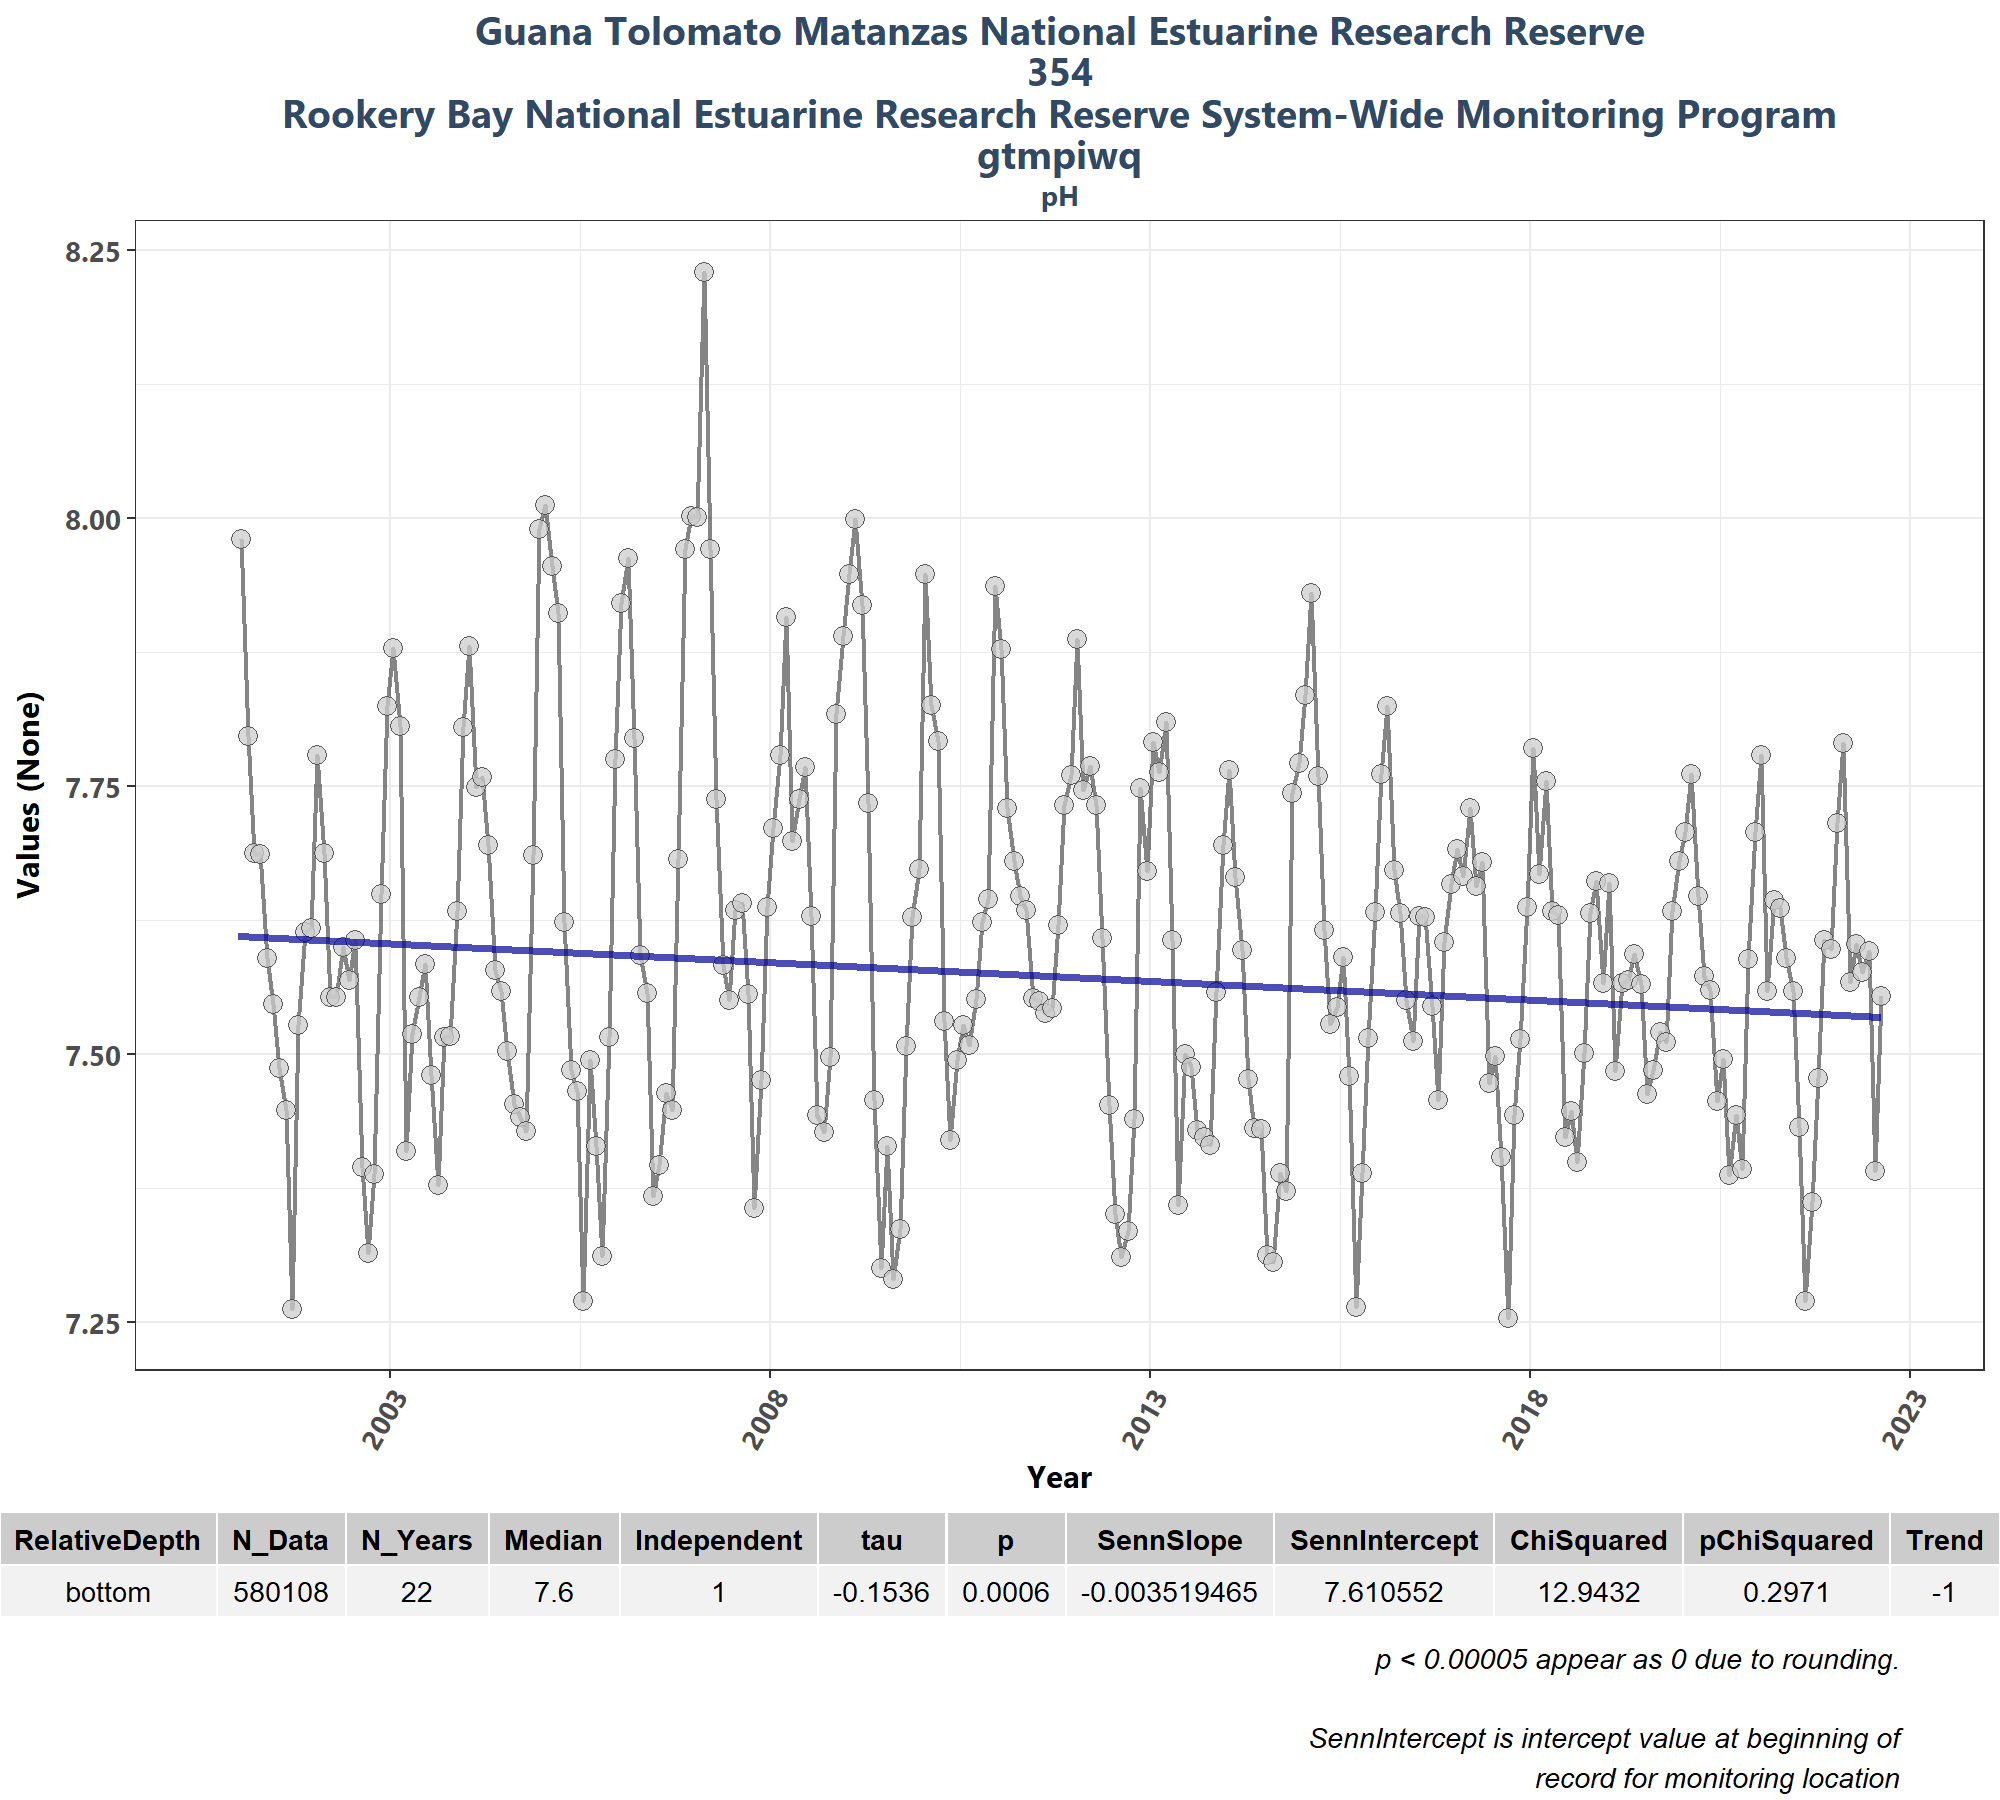 Guana Tolomato Matanzas National Estuarine Research Reserve
354
Rookery Bay National Estuarine Research Reserve System-Wide Monitoring Program
gtmpiwq
pH
8.25
8.00
7.75
7.50
7.25
Values (None)
2003 2008 2013 2018 2023
Year
RelativeDepth N_Data N_Years Median Independent tau p SennSlope SennIntercept ChiSquared pChiSquared Trend
bottom 580108 22 7.6 1 -0.1536 0.0006 -0.003519465 7.610552 12.9432 0.2971 -1
p < 0.00005 appear as 0 due to rounding.
SennIntercept is intercept value at beginning of
record for monitoring location